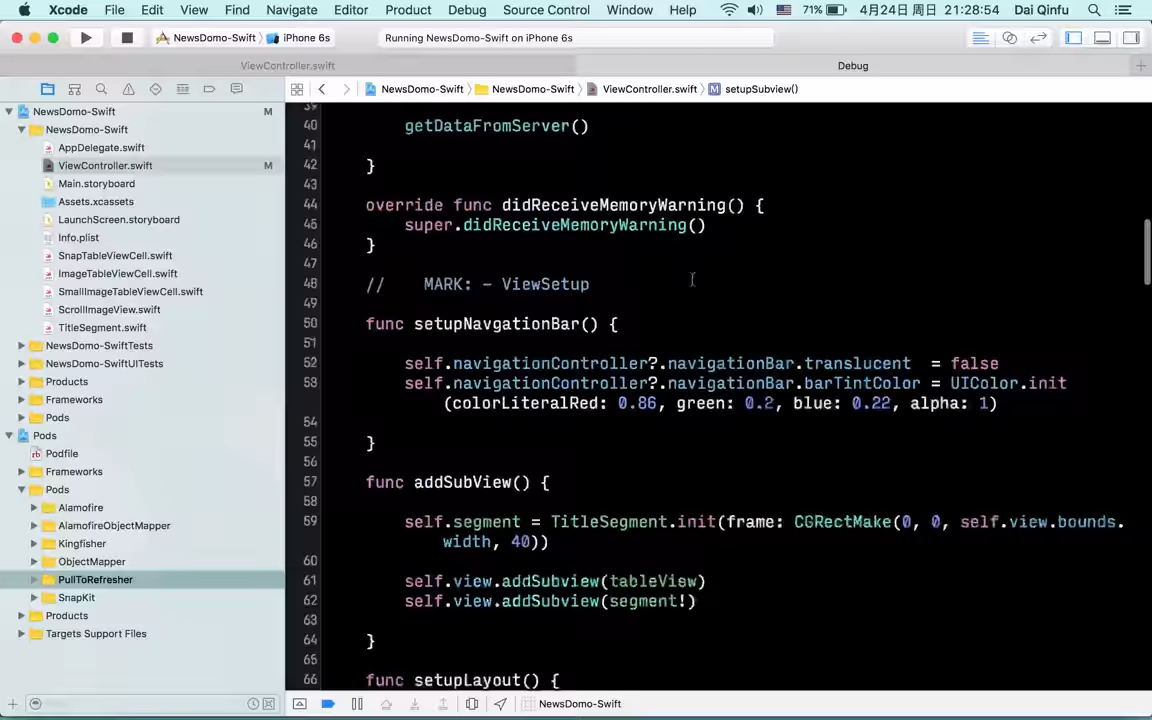 Xcode File Edit View Find Navigate Editor Product Debug Source Control Window Help 71% 4月24日 周日 21:28:54 Dai Qinfu
NewsDomo-Swift iPhone 6s Running NewsDomo-Swift on iPhone 6s
ViewController.swift Debug
NewsDomo-Swift NewsDomo-Swift ViewController.swift M setupSubview()
NewsDomo-Swift M
NewsDomo-Swift
AppDelegate.swift
ViewController.swift M
Main.storyboard
Assets.xcassets
LaunchScreen.storyboard
Info.plist
SnapTableViewCell.swift
ImageTableViewCell.swift
SmallImageTableViewCell.swift
ScrollImageView.swift
TitleSegment.swift
NewsDomo-SwiftTests
NewsDomo-SwiftUITests
Products
Frameworks
Pods
Pods
Podfile
Frameworks
Pods
Alamofire
AlamofireObjectMapper
Kingfisher
ObjectMapper
PullToRefresher
SnapKit
Products
Targets Support Files
39
40 getDataFromServer()
41
42 }
43
44 override func didReceiveMemoryWarning() {
45 super.didReceiveMemoryWarning()
46 }
47
48 // MARK: - ViewSetup
49
50 func setupNavgationBar() {
51
52 self.navigationController?.navigationBar.translucent = false
53 self.navigationController?.navigationBar.barTintColor = UIColor.init
(colorLiteralRed: 0.86, green: 0.2, blue: 0.22, alpha: 1)
54
55 }
56
57 func addSubView() {
58
59 self.segment = TitleSegment.init(frame: CGRectMake(0, 0, self.view.bounds.
width, 40))
60
61 self.view.addSubview(tableView)
62 self.view.addSubview(segment!)
63
64 }
65
66 func setupLayout() {
NewsDomo-Swift